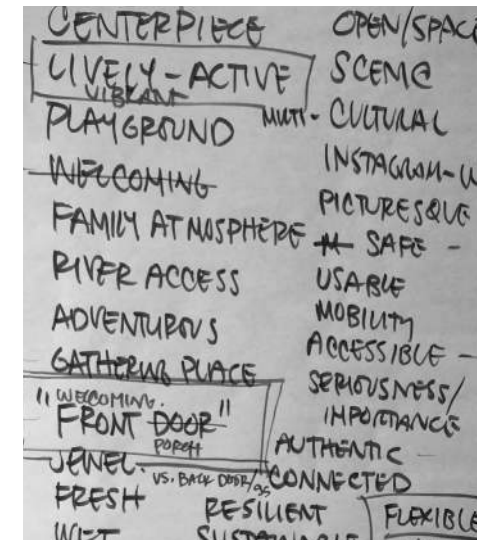 CENTERPIECE
LIVELY - ACTIVE
VIBRANT
PLAYGROUND
WELCOMING
FAMILY ATMOSPHERE
RIVER ACCESS
ADVENTUROUS
GATHERING PLACE
WELCOMING.
"FRONT DOOR"
PORCH
JEWEL -
VS. BACK DOOR/
FRESH
WET
OPEN/SPACE
SCENE
MULTI - CULTURAL
INSTAGRAM-
PICTURESQUE
SAFE -
USABLE
MOBILITY
ACCESSIBLE -
SERIOUSNESS/
IMPORTANCE
AUTHENTIC
CONNECTED
RESILIENT
SUSTAINABLE
FLEXIBLE